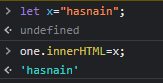 > let x="hasnain";
< undefined
> one.innerHTML=x;
< 'hasnain'